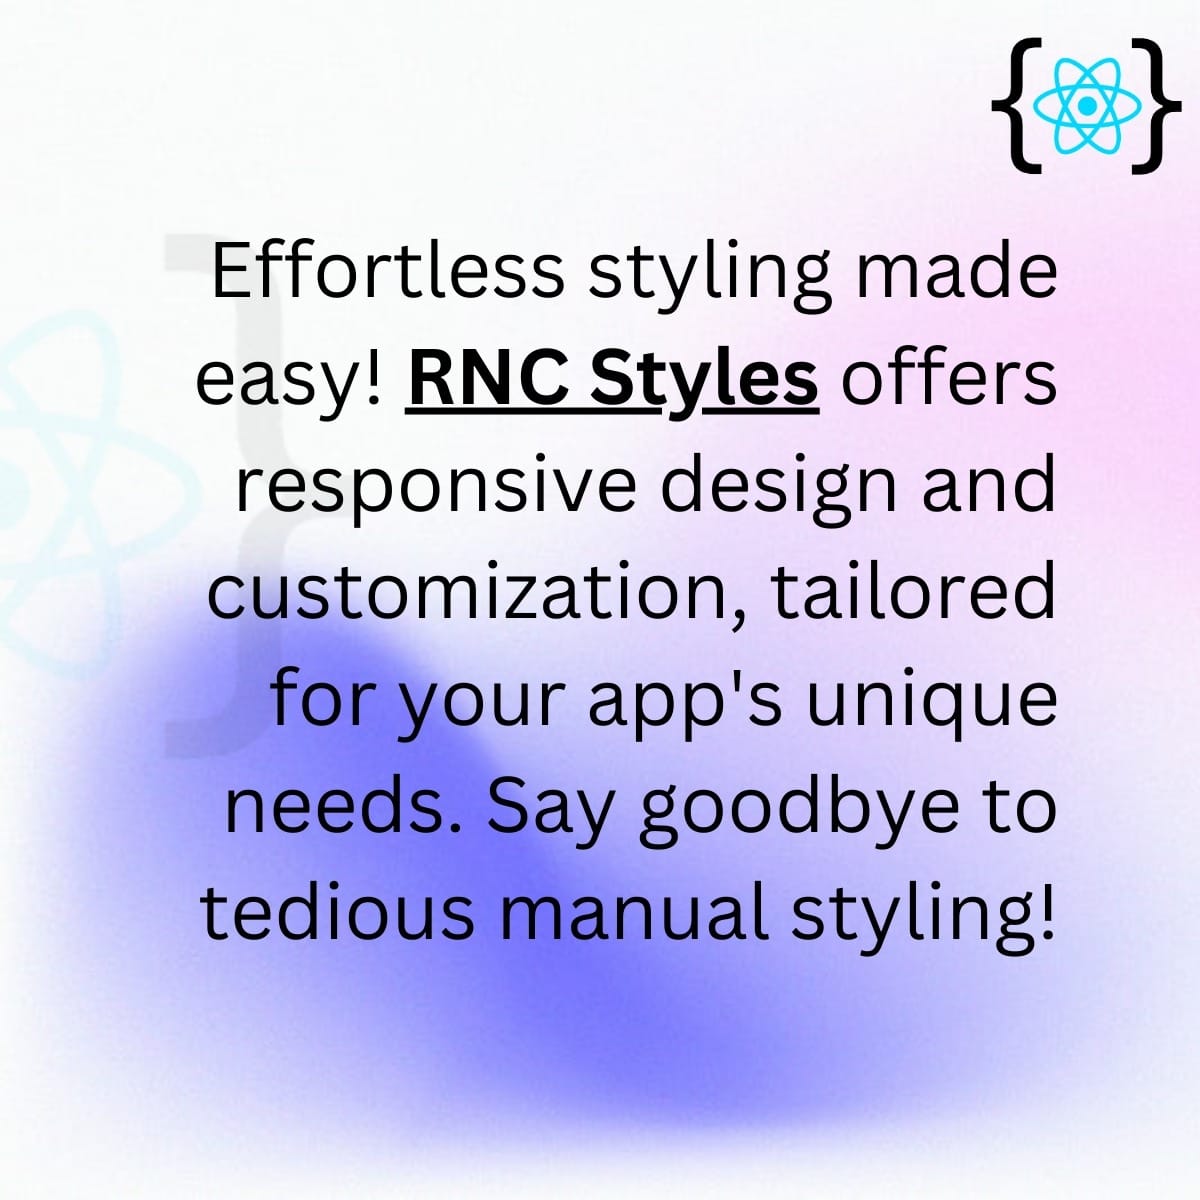 Effortless styling made
easy! RNC Styles offers
responsive design and
customization, tailored
for your app's unique
needs. Say goodbye to
tedious manual styling!